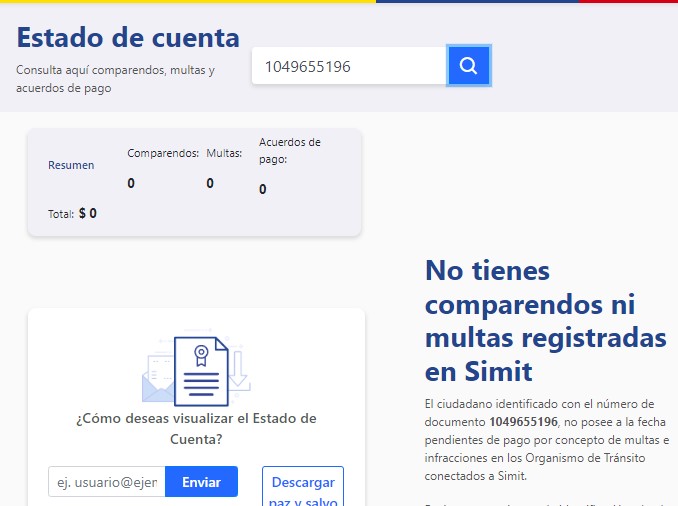 Estado de cuenta
Consulta aquí comparendos, multas y
acuerdos de pago
1049655196
Resumen
Comparendos:
0
Multas:
0
Acuerdos de
pago:
0
Total: $ 0
No tienes
comparendos ni
multas registradas
en Simit
El ciudadano identificado con el número de
documento 1049655196, no posee a la fecha
pendientes de pago por concepto de multas e
infracciones en los Organismo de Tránsito
conectados a Simit.
¿Cómo deseas visualizar el Estado de
Cuenta?
ej. usuario@ejen
Enviar
Descargar
paz y salvo